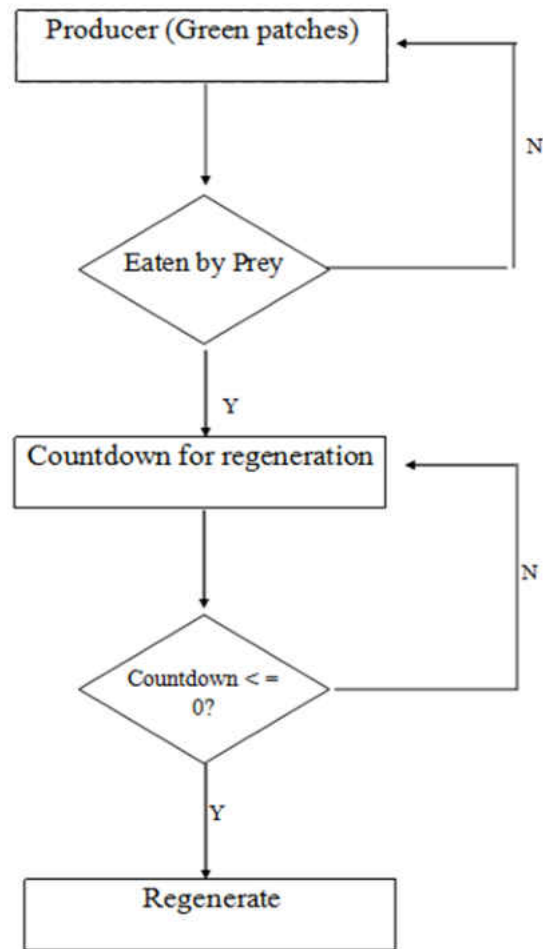 Producer (Green patches)
N
Eaten by Prey
Y
Countdown for regeneration
N
Countdown < =
0?
Y
Regenerate